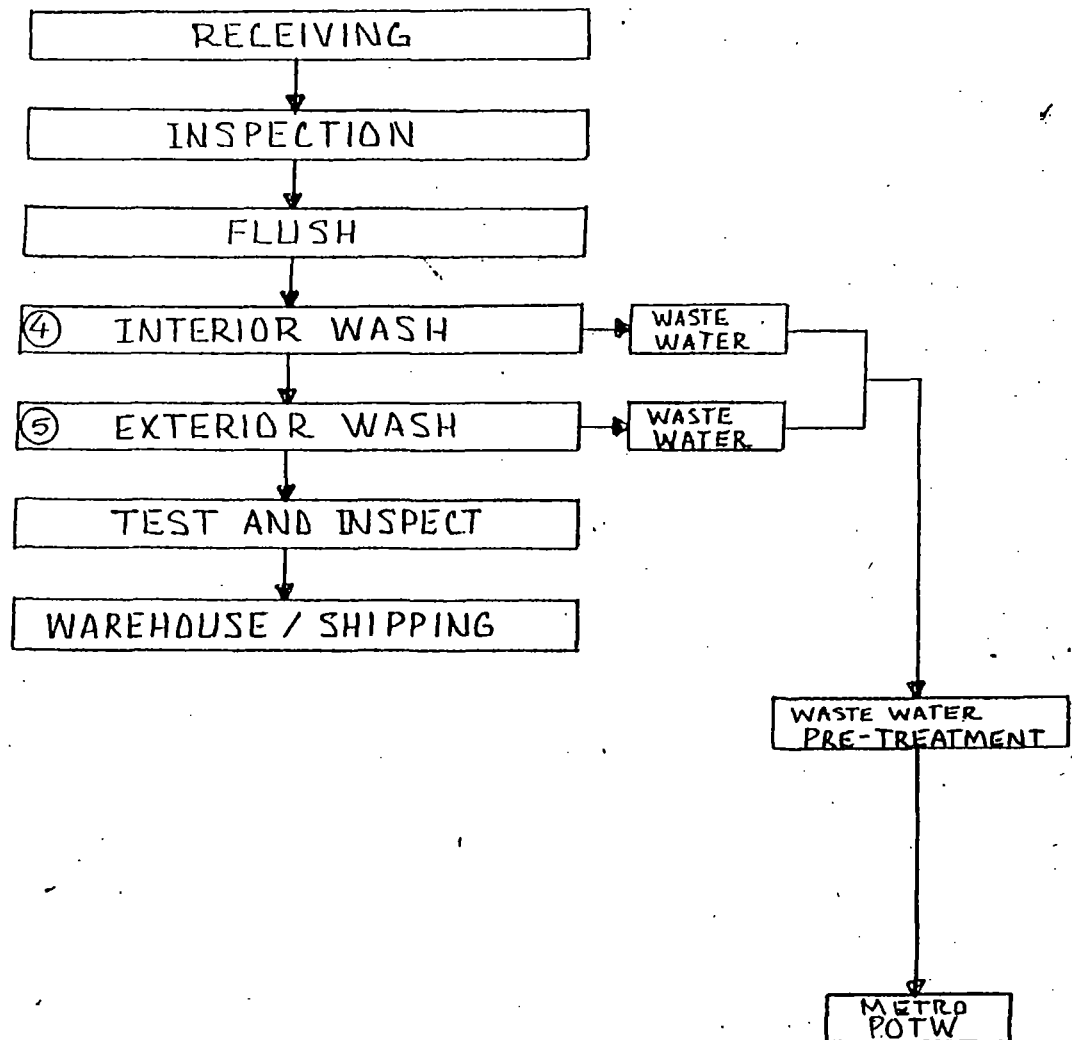 RECEIVING
INSPECTION
FLUSH
④ INTERIOR WASH
WASTE
WATER
⑤ EXTERIOR WASH
WASTE
WATER
TEST AND INSPECT
WAREHOUSE / SHIPPING
WASTE WATER
PRE-TREATMENT
METRO
POTW